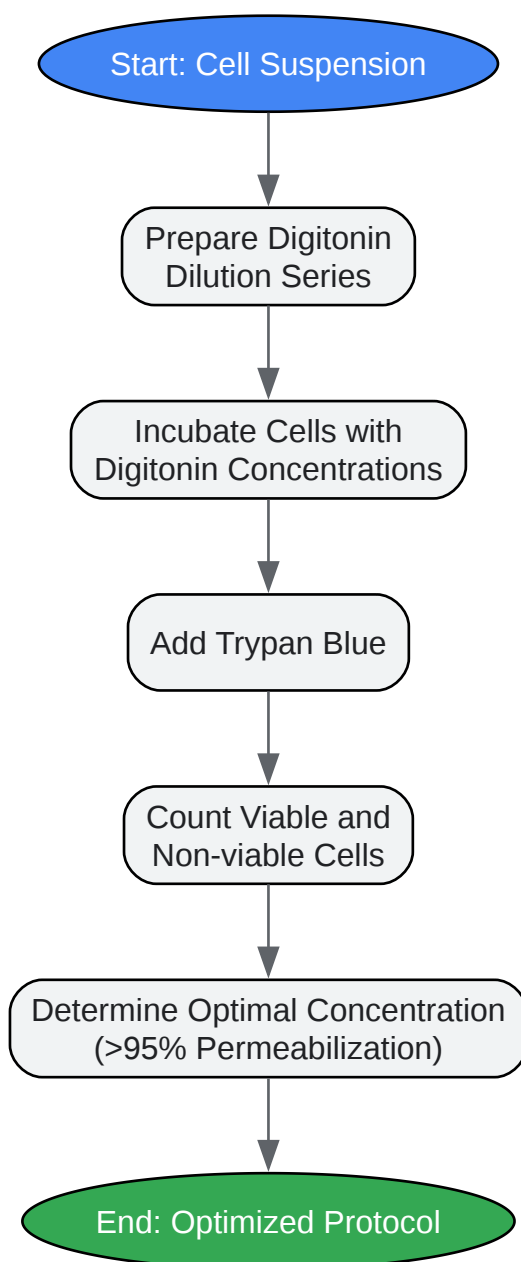 Start: Cell Suspension
Prepare Digitonin
Dilution Series
Incubate Cells with
Digitonin Concentrations
Add Trypan Blue
Count Viable and
Non-viable Cells
Determine Optimal Concentration
(>95% Permeabilization)
End: Optimized Protocol